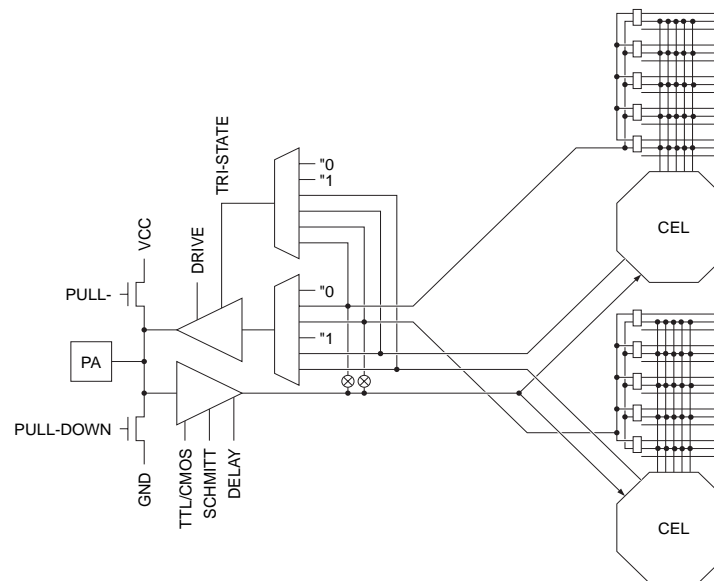 TRI-STATE
"0
"1
CEL
VCC
DRIVE
PULL-
"0
"1
PA
PULL-DOWN
GND
TTL/CMOS
SCHMITT
DELAY
CEL